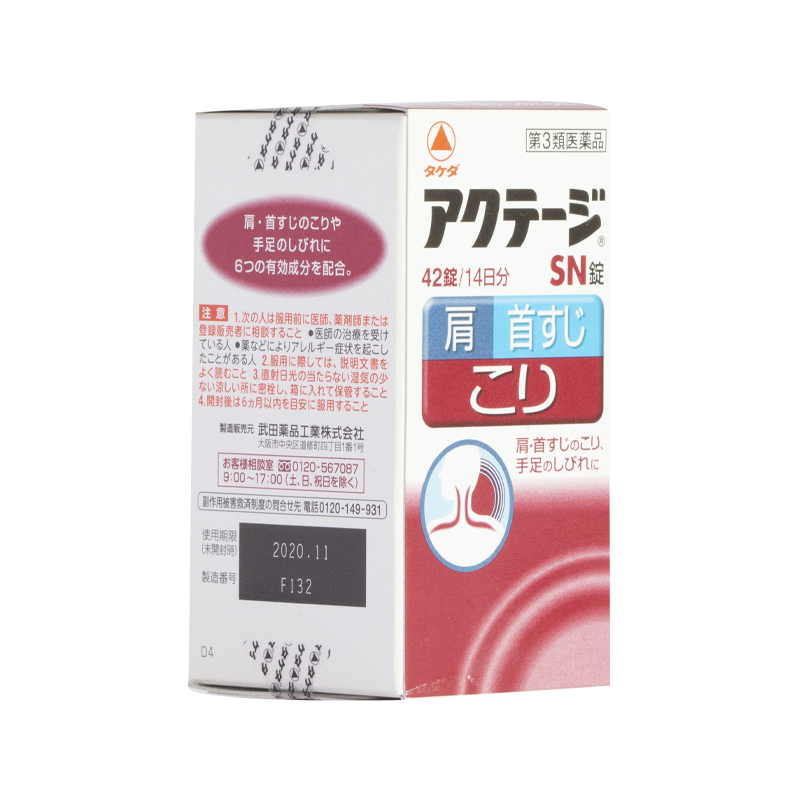 肩・首すじのこりや
手足のしびれに
6つの有効成分を配合。
注意 1.次の人は服用前に医師、薬剤師または
登録販売者に相談すること ●医師の治療を受け
ている人 ●薬などによりアレルギー症状を起こし
たことがある人 2.服用に際しては、説明文書を
よく読むこと 3.直射日光の当たらない湿気の少
ない涼しい所に密栓し、箱に入れて保管すること
4.開封後は6ヵ月以内を目安に服用すること
製造販売元 武田薬品工業株式会社
大阪市中央区道修町四丁目1番1号
お客様相談室 0120-567087
9:00~17:00(土、日、祝日を除く)
副作用被害救済制度の問合せ先 電話0120-149-931
使用期限
(未開封時)
2020.11
製造番号
F132
D4
タケダ
第3類医薬品
アクテージ®
42錠/14日分
SN錠
肩 首すじ
こり
肩・首すじのこり、
手足のしびれに